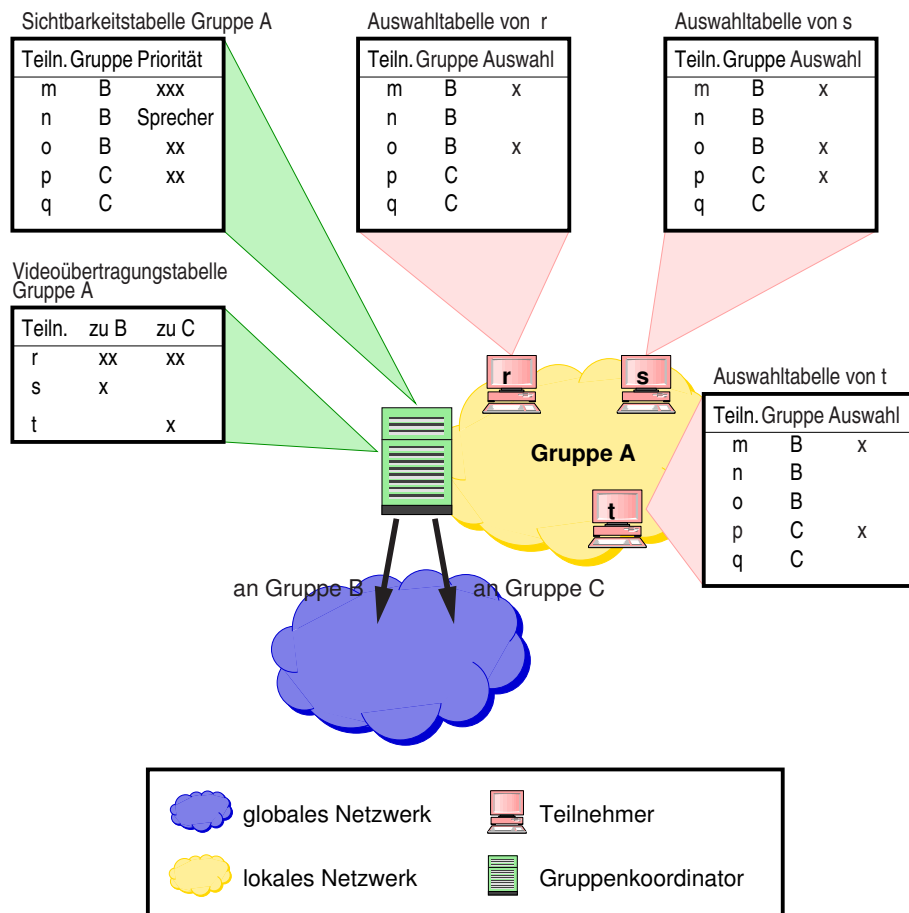 Sichtbarkeitstabelle Gruppe A
Teiln. Gruppe Priorität
m B xxx
n B Sprecher
o B xx
p C xx
q C
Auswahltabelle von r
Teiln. Gruppe Auswahl
m B x
n B
o B x
p C
q C
Auswahltabelle von s
Teiln. Gruppe Auswahl
m B x
n B
o B x
p C x
q C
Videoübertragungstabelle
Gruppe A
Teiln. zu B zu C
r xx xx
s x
t x
r
s
Gruppe A
t
Auswahltabelle von t
Teiln. Gruppe Auswahl
m B x
n B
o B
p C x
q C
an Gruppe B
an Gruppe C
globales Netzwerk
Teilnehmer
lokales Netzwerk
Gruppenkoordinator